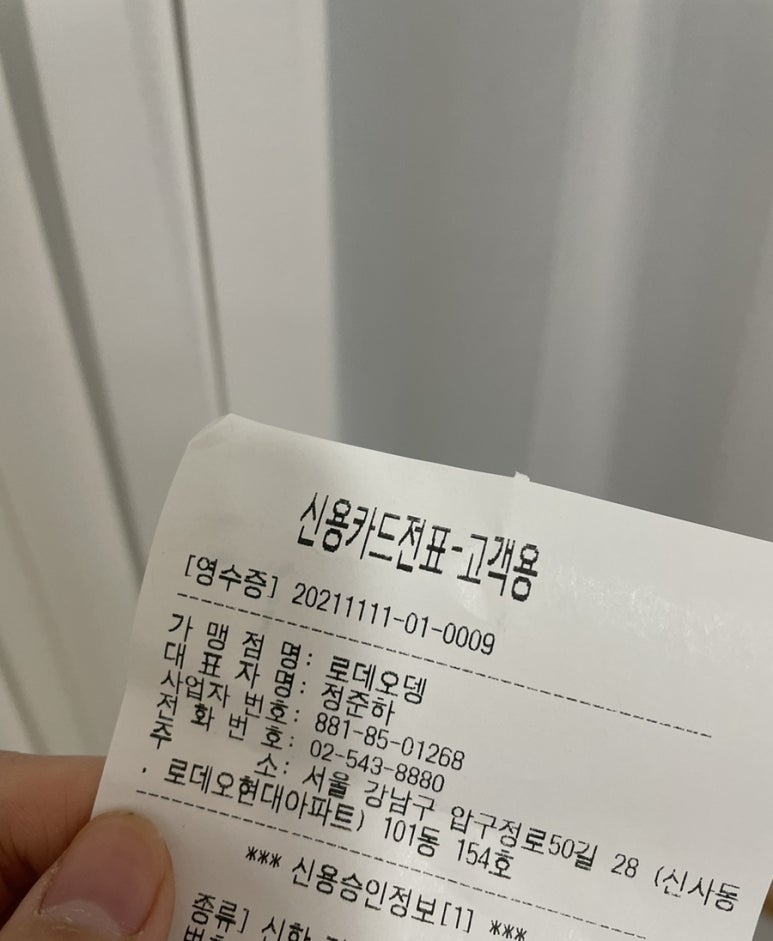 신용카드전표-고객용
[영수증] 20211111-01-0009
가 맹 점 명: 로데오뎅
대 표 자 명: 정준하
사업자 번호: 881-85-01268
전 화 번 호: 02-543-8880
주 소: 서울 강남구 압구정로50길 28 (신사동
. 로데오현대아파트) 101동 154호
*** 신용승인정보[1] ***
종류] 신한